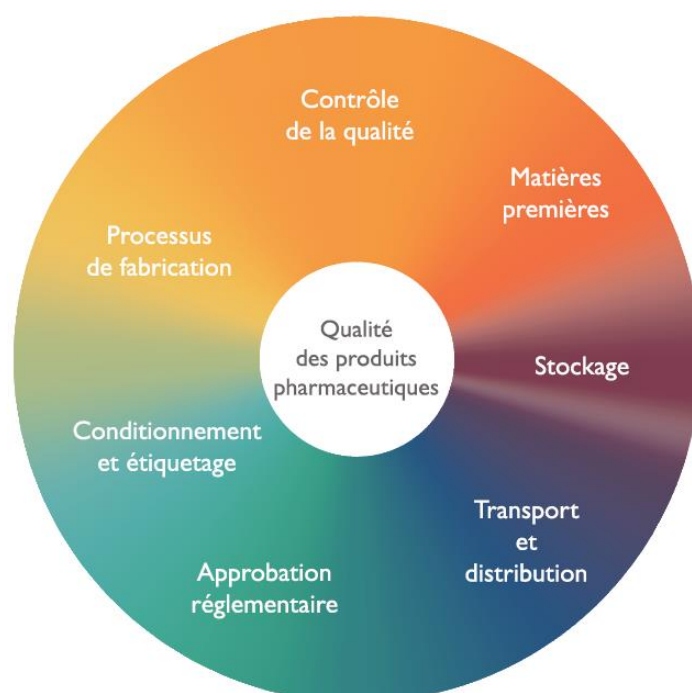 Contrôle
de la qualité
Matières
premières
Processus
de fabrication
Qualité
des produits
pharmaceutiques
Stockage
Conditionnement
et étiquetage
Transport
et
distribution
Approbation
réglementaire